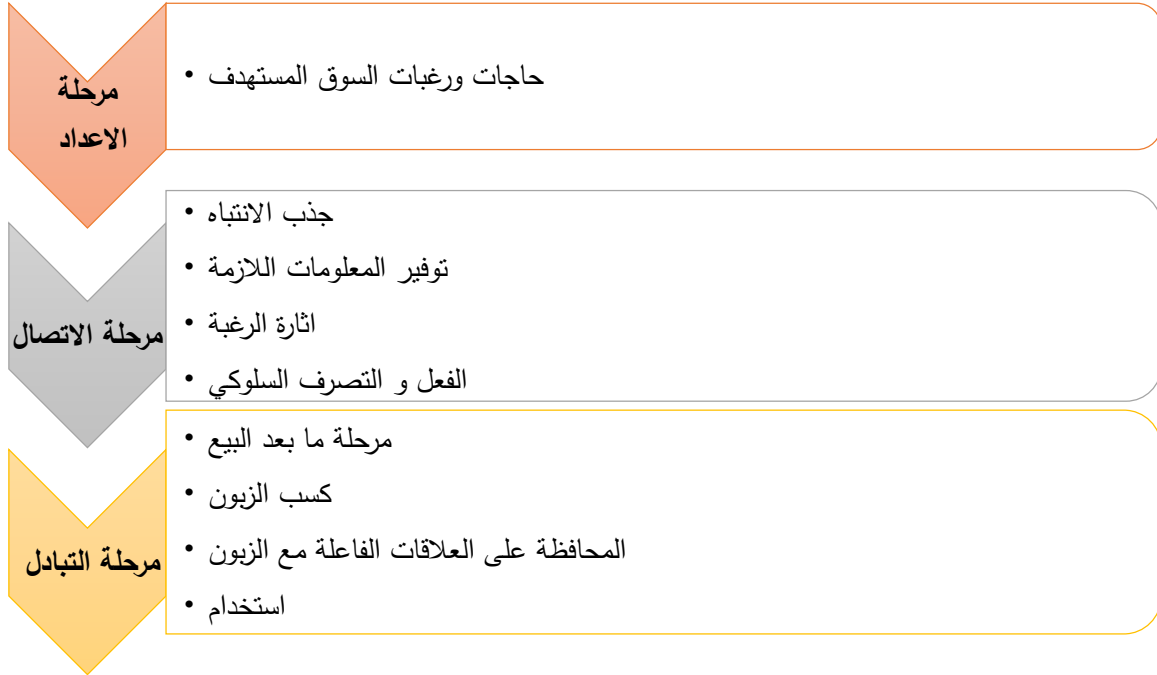 مرحلة
الاعداد
• حاجات ورغبات السوق المستهدف
مرحلة الاتصال
• جذب الانتباه
• توفير المعلومات اللازمة
• اثارة الرغبة
• الفعل و التصرف السلوكي
مرحلة التبادل
• مرحلة ما بعد البيع
• كسب الزبون
• المحافظة على العلاقات الفاعلة مع الزبون
• استخدام